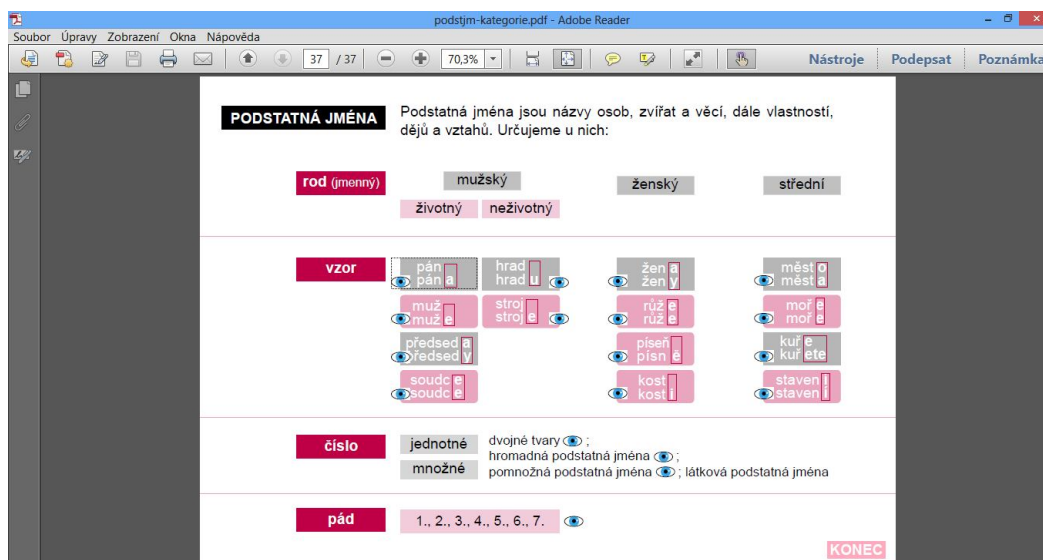 podstjm-kategorie.pdf - Adobe Reader
Soubor Úpravy Zobrazení Okna Nápověda
37 / 37 70,3% Nástroje Podepsat Poznámka
PODSTATNÁ JMÉNA
Podstatná jména jsou názvy osob, zvířat a věcí, dále vlastností,
dějů a vztahů. Určujeme u nich:
rod (jmenný) mužský ženský střední
životný neživotný
vzor
pán hrad žena město
pána hradu ženy města
muž stroj růže moře
muže stroje růže moře
předseda píseň kuře
předsedy písně kuřete
soudce kost stavení
soudce kosti stavení
číslo
jednotné
množné
dvojné tvary ;
hromadná podstatná jména ;
pomnožná podstatná jména ; látková podstatná jména
pád 1., 2., 3., 4., 5., 6., 7.
KONEC